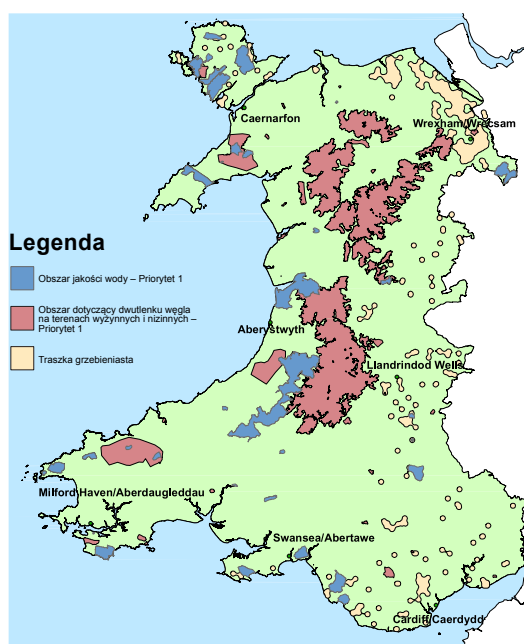 Caernarfon
Wrexham/Wrecsam
Legenda
Obszar jakości wody – Priorytet 1
Obszar dotyczący dwutlenku węgla
na terenach wyżynnych i nizinnych –
Priorytet 1
Traszka grzebieniasta
Aberystwyth
Llandrindod Wells
Milford Haven/Aberdaugleddau
Swansea/Abertawe
Cardiff/Caerdydd